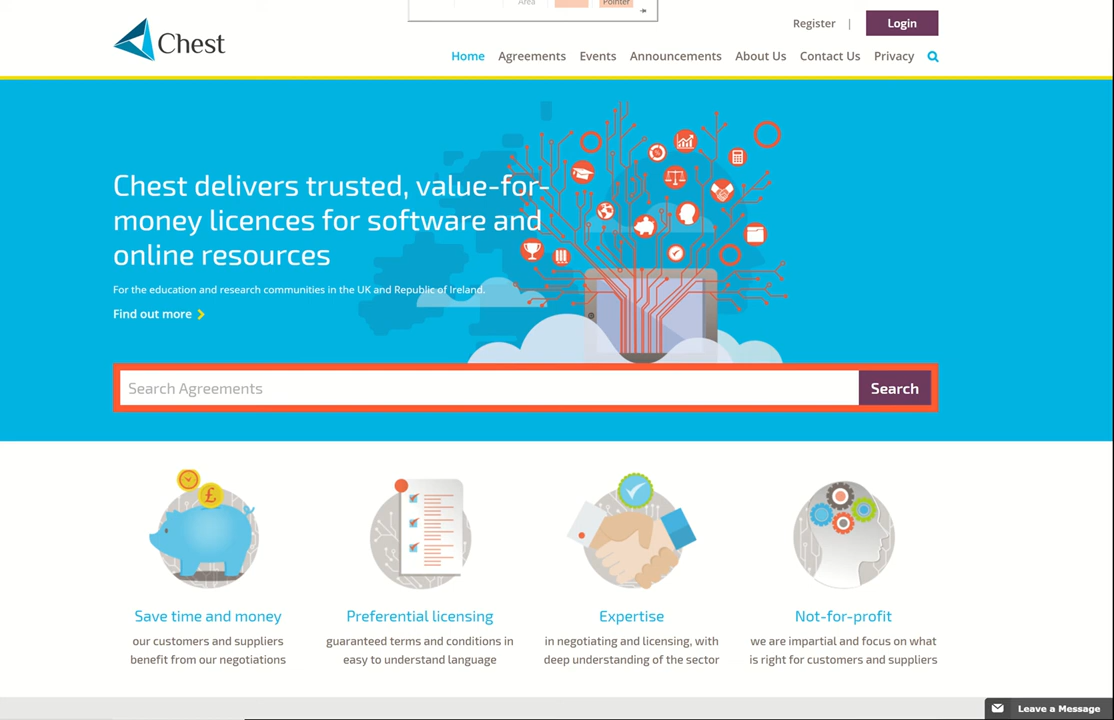 Area
Pointer
Register | Login
Chest
Home Agreements Events Announcements About Us Contact Us Privacy
Chest delivers trusted, value-for-
money licences for software and
online resources
For the education and research communities in the UK and Republic of Ireland.
Find out more
Search Agreements Search
£
Save time and money
our customers and suppliers
benefit from our negotiations
Preferential licensing
guaranteed terms and conditions in
easy to understand language
Expertise
in negotiating and licensing, with
deep understanding of the sector
Not-for-profit
we are impartial and focus on what
is right for customers and suppliers
Leave a Message